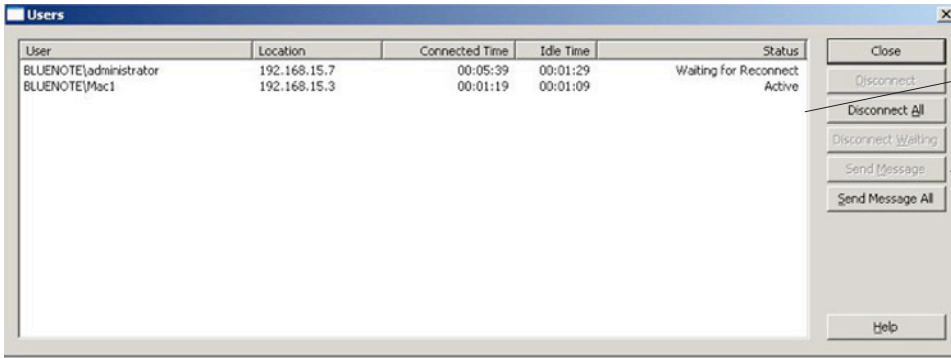 Users
User Location Connected Time Idle Time Status
BLUENOTE\administrator 192.168.15.7 00:05:39 00:01:29 Waiting for Reconnect
BLUENOTE\Mac1 192.168.15.3 00:01:19 00:01:09 Active
Close
Disconnect
Disconnect All
Disconnect Waiting
Send Message
Send Message All
Help